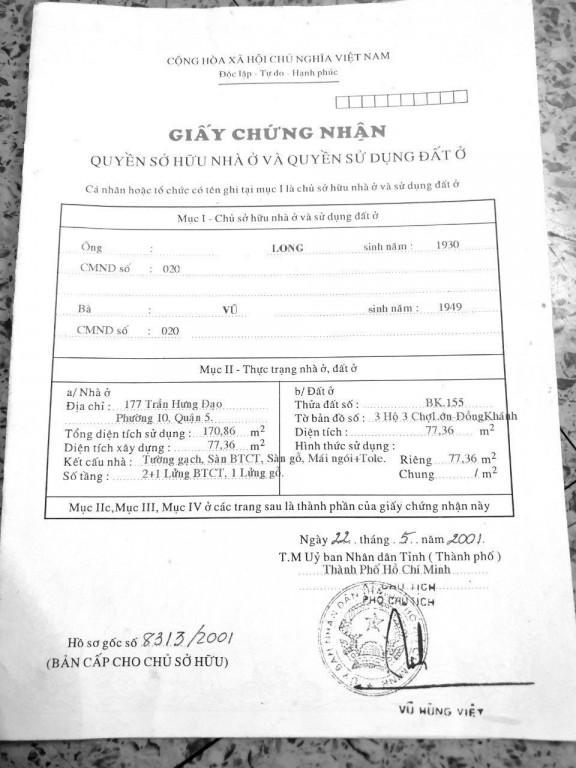 CỘNG HÒA XÃ HỘI CHỦ NGHĨA VIỆT NAM
Độc lập - Tự do - Hạnh phúc
GIẤY CHỨNG NHẬN
QUYỀN SỞ HỮU NHÀ Ở VÀ QUYỀN SỬ DỤNG ĐẤT Ở
Cá nhân hoặc tổ chức có tên ghi tại mục I là chủ sở hữu nhà ở và sử dụng đất ở
Mục I - Chủ sở hữu nhà ở và sử dụng đất ở
Ông : LONG sinh năm : 1930
CMND số : 020
Bà : VŨ sinh năm : 1949
CMND số : 020
Mục II - Thực trạng nhà ở, đất ở
a/ Nhà ở
Địa chỉ : 177 Trần Hưng Đạo
Phường 10, Quận 5.
Tổng diện tích sử dụng : 170,86 m2
Diện tích xây dựng : 77,36 m2
Kết cấu nhà : Tường gạch, Sàn BTCT, Sàn gỗ, Mái ngói+Tole.
Số tầng : 2+1 Lửng BTCT, 1 Lửng gỗ.
b/ Đất ở
Thửa đất số : BK.155
Tờ bản đồ số : 3 Hộ 3 ChợLớn-ĐồngKhánh
Diện tích : 77,36 m2
Hình thức sử dụng :
Riêng 77,36 m2
Chung / m2
Mục IIc,Mục III, Mục IV ở các trang sau là thành phần của giấy chứng nhận này
Ngày 22 . tháng . 5 . năm 2001.
T.M Uỷ ban Nhân dân Tỉnh ( Thành phố )
Thành Phố Hồ Chí Minh
CHỦ TỊCH
PHÓ CHỦ TỊCH
Hồ sơ gốc số 8313/2001
(BẢN CẤP CHO CHỦ SỞ HỮU)
VŨ HÙNG VIỆT